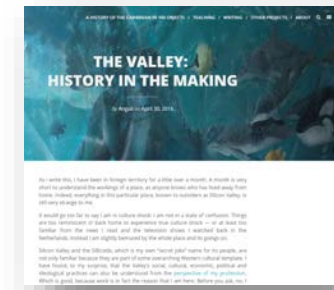 A HISTORY OF THE CARIBBEAN IN 100 OBJECTS / TEACHING / WRITING / OTHER PROJECTS / ABOUT
THE VALLEY:
HISTORY IN THE MAKING
by Angus on April 30, 2016
As I write this, I have been in foreign territory for a little over a month. A month is very
short to understand the workings of a place, as anyone knows who has lived away from
home. Indeed, everything in this particular place, known to outsiders as Silicon Valley, is
still very strange to me.
It would go too far to say I am in culture shock: I am not in a state of confusion. Things
are too reminiscent of back home to experience true culture shock — or at least too
familiar from the news I read and the television shows I watched back in the
Netherlands. Instead I am slightly bemused by the whole place and its goings on.
Silicon Valley and the Silliconls, which is my own "secret joke" name for its people, are
not only familiar because they are part of some overarching Western cultural template. I
have found, to my surprise, that the Valley's social, cultural, economic, political and
ideological practices can also be understood from the perspective of my profession.
Which is good, because work is in fact the reason that I am here. Before you ask, no, I